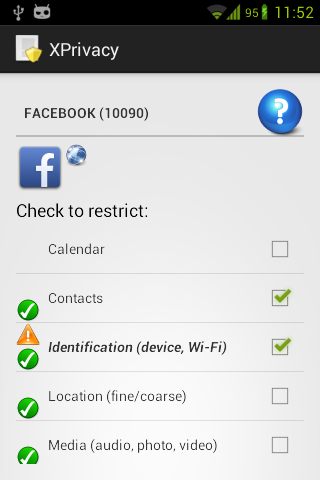 95 11:52
XPrivacy
FACEBOOK (10090)
?
f
Check to restrict:
Calendar
Contacts
Identification (device, Wi-Fi)
Location (fine/coarse)
Media (audio, photo, video)